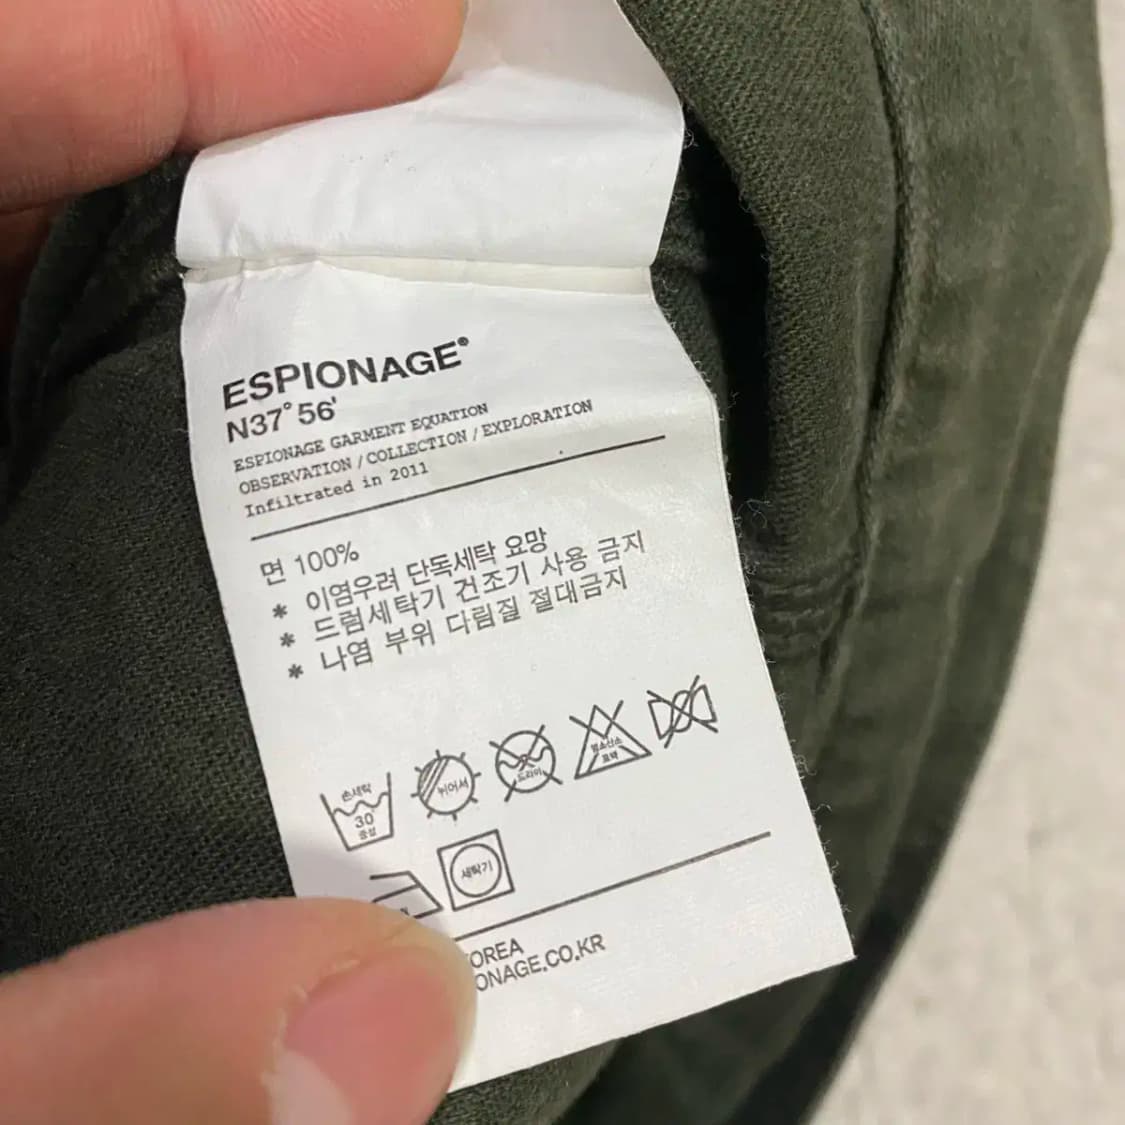 ESPIONAGE®
N37° 56'
ESPIONAGE GARMENT EQUATION
OBSERVATION / COLLECTION / EXPLORATION
Infiltrated in 2011
면 100%
* 이염우려 단독세탁 요망
* 드럼세탁기 건조기 사용 금지
* 나염 부위 다림질 절대금지
손세탁
30°
중성
뉘어서
드라이
염소산소
표백
세탁기
KOREA
ONAGE.CO.KR